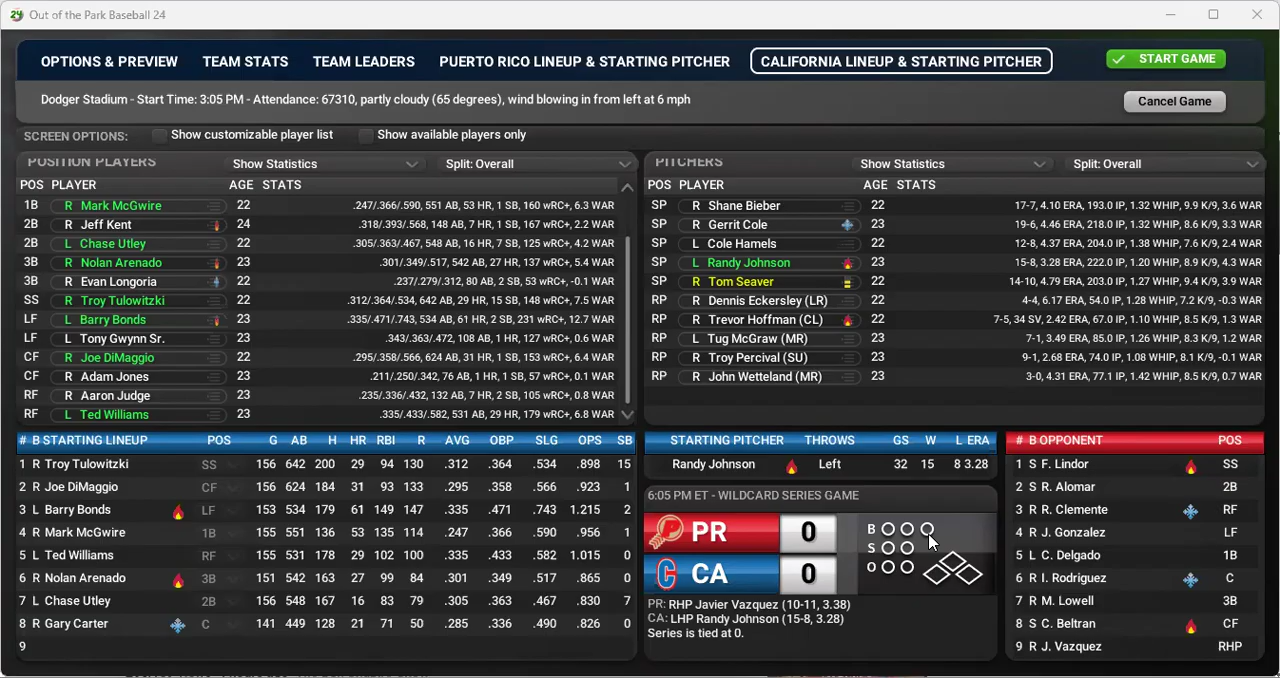 24 Out of the Park Baseball 24
OPTIONS & PREVIEW TEAM STATS TEAM LEADERS PUERTO RICO LINEUP & STARTING PITCHER CALIFORNIA LINEUP & STARTING PITCHER START GAME
Dodger Stadium - Start Time: 3:05 PM - Attendance: 67310, partly cloudy (65 degrees), wind blowing in from left at 6 mph
Cancel Game
SCREEN OPTIONS: Show customizable player list Show available players only
POSITION PLAYERS Show Statistics Split: Overall
POS PLAYER AGE STATS
1B R Mark McGwire 22 .247/.366/.590, 551 AB, 53 HR, 1 SB, 160 wRC+, 6.3 WAR
2B R Jeff Kent 24 .318/.393/.568, 148 AB, 7 HR, 1 SB, 167 wRC+, 2.2 WAR
2B L Chase Utley 22 .305/.363/.467, 548 AB, 16 HR, 7 SB, 125 wRC+, 4.2 WAR
3B R Nolan Arenado 23 .301/.349/.517, 542 AB, 27 HR, 137 wRC+, 5.4 WAR
3B R Evan Longoria 22 .237/.279/.312, 80 AB, 2 SB, 53 wRC+, -0.1 WAR
SS R Troy Tulowitzki 22 .312/.364/.534, 642 AB, 29 HR, 15 SB, 148 wRC+, 7.5 WAR
LF L Barry Bonds 22 .335/.471/.743, 534 AB, 61 HR, 2 SB, 231 wRC+, 12.7 WAR
LF L Tony Gwynn Sr. 23 .343/.363/.472, 108 AB, 1 HR, 127 wRC+, 0.6 WAR
CF R Joe DiMaggio 22 .295/.358/.566, 624 AB, 31 HR, 1 SB, 153 wRC+, 6.4 WAR
CF R Adam Jones 23 .211/.250/.342, 76 AB, 1 HR, 1 SB, 57 wRC+, 0.1 WAR
RF R Aaron Judge 23 .235/.336/.432, 132 AB, 7 HR, 2 SB, 105 wRC+, 0.8 WAR
RF L Ted Williams 23 .335/.433/.582, 531 AB, 29 HR, 179 wRC+, 6.8 WAR
PITCHERS Show Statistics Split: Overall
POS PLAYER AGE STATS
SP R Shane Bieber 22 17-7, 4.10 ERA, 193.0 IP, 1.32 WHIP, 9.9 K/9, 3.6 WAR
SP R Gerrit Cole 22 19-6, 4.46 ERA, 218.0 IP, 1.32 WHIP, 8.6 K/9, 3.3 WAR
SP L Cole Hamels 22 12-8, 4.37 ERA, 204.0 IP, 1.38 WHIP, 7.6 K/9, 2.4 WAR
SP L Randy Johnson 23 15-8, 3.28 ERA, 222.0 IP, 1.20 WHIP, 8.9 K/9, 4.3 WAR
SP R Tom Seaver 22 14-10, 4.79 ERA, 203.0 IP, 1.27 WHIP, 9.4 K/9, 3.9 WAR
RP R Dennis Eckersley (LR) 22 4-4, 6.17 ERA, 54.0 IP, 1.28 WHIP, 7.2 K/9, -0.3 WAR
RP R Trevor Hoffman (CL) 22 7-5, 34 SV, 2.42 ERA, 67.0 IP, 1.10 WHIP, 8.5 K/9, 1.3 WAR
RP L Tug McGraw (MR) 23 7-1, 3.49 ERA, 85.0 IP, 1.26 WHIP, 8.3 K/9, 1.2 WAR
RP R Troy Percival (SU) 23 9-1, 2.68 ERA, 74.0 IP, 1.08 WHIP, 8.1 K/9, -0.1 WAR
RP R John Wetteland (MR) 23 3-0, 4.31 ERA, 77.1 IP, 1.42 WHIP, 8.5 K/9, 0.7 WAR
# B STARTING LINEUP POS G AB H HR RBI R AVG OBP SLG OPS SB
1 R Troy Tulowitzki SS 156 642 200 29 94 130 .312 .364 .534 .898 15
2 R Joe DiMaggio CF 156 624 184 31 93 133 .295 .358 .566 .923 1
3 L Barry Bonds LF 153 534 179 61 149 147 .335 .471 .743 1.215 2
4 R Mark McGwire 1B 155 551 136 53 135 114 .247 .366 .590 .956 1
5 L Ted Williams RF 155 531 178 29 102 100 .335 .433 .582 1.015 0
6 R Nolan Arenado 3B 151 542 163 27 99 84 .301 .349 .517 .865 0
7 L Chase Utley 2B 156 548 167 16 83 79 .305 .363 .467 .830 7
8 R Gary Carter C 141 449 128 21 71 50 .285 .336 .490 .826 0
9
STARTING PITCHER THROWS GS W L ERA
Randy Johnson Left 32 15 8 3.28
6:05 PM ET - WILDCARD SERIES GAME
PR 0
C CA 0
B
S
O
PR: RHP Javier Vazquez (10-11, 3.38)
CA: LHP Randy Johnson (15-8, 3.28)
Series is tied at 0.
# B OPPONENT POS
1 S F. Lindor SS
2 S R. Alomar 2B
3 R R. Clemente RF
4 R J. Gonzalez LF
5 L C. Delgado 1B
6 R I. Rodriguez C
7 R M. Lowell 3B
8 S C. Beltran CF
9 R J. Vazquez RHP